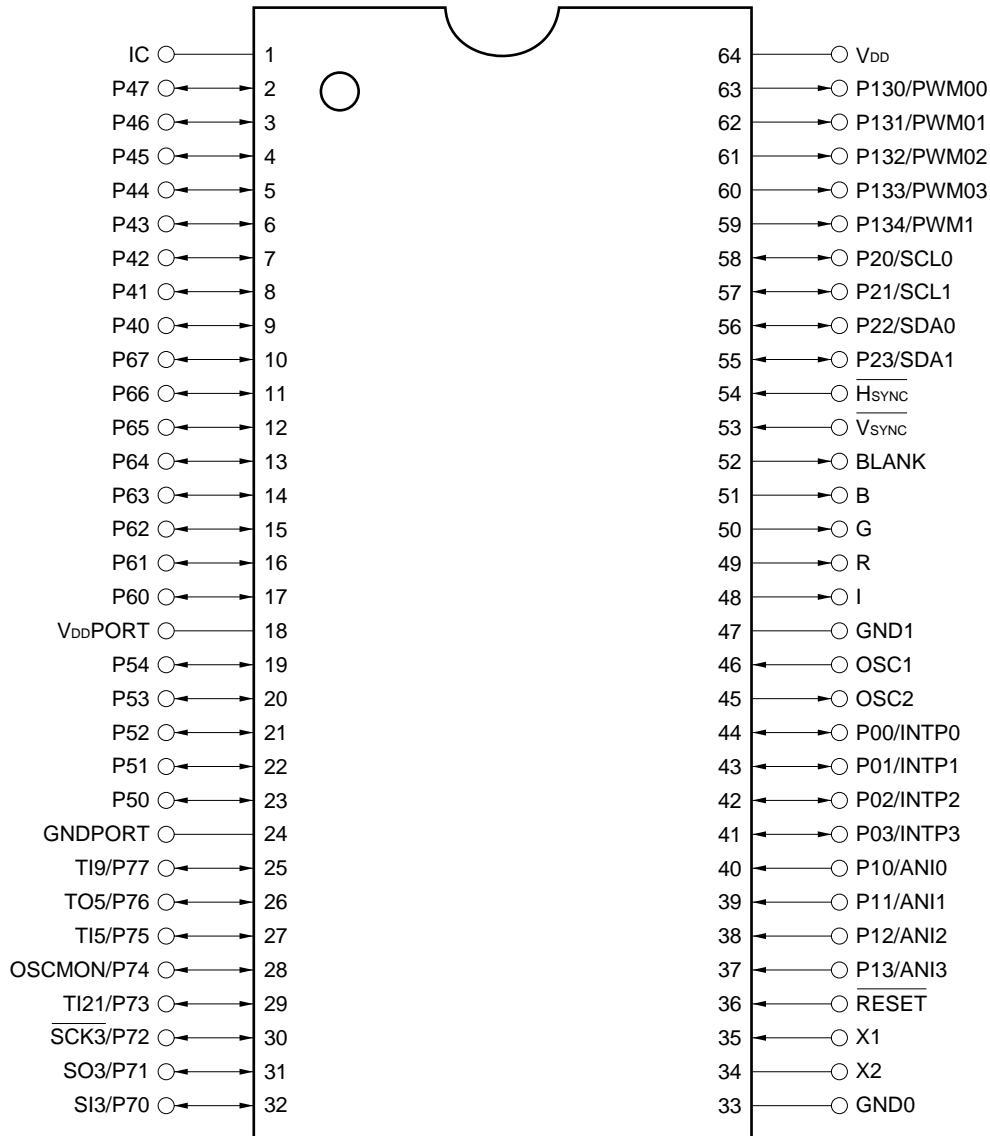 IC 1 64 VDD
P47 2 63 P130/PWM00
P46 3 62 P131/PWM01
P45 4 61 P132/PWM02
P44 5 60 P133/PWM03
P43 6 59 P134/PWM1
P42 7 58 P20/SCL0
P41 8 57 P21/SCL1
P40 9 56 P22/SDA0
P67 10 55 P23/SDA1
P66 11 54 HSYNC
P65 12 53 VSYNC
P64 13 52 BLANK
P63 14 51 B
P62 15 50 G
P61 16 49 R
P60 17 48 I
VDDPORT 18 47 GND1
P54 19 46 OSC1
P53 20 45 OSC2
P52 21 44 P00/INTP0
P51 22 43 P01/INTP1
P50 23 42 P02/INTP2
GNDPORT 24 41 P03/INTP3
TI9/P77 25 40 P10/ANI0
TO5/P76 26 39 P11/ANI1
TI5/P75 27 38 P12/ANI2
OSCMON/P74 28 37 P13/ANI3
TI21/P73 29 36 RESET
SCK3/P72 30 35 X1
SO3/P71 31 34 X2
SI3/P70 32 33 GND0